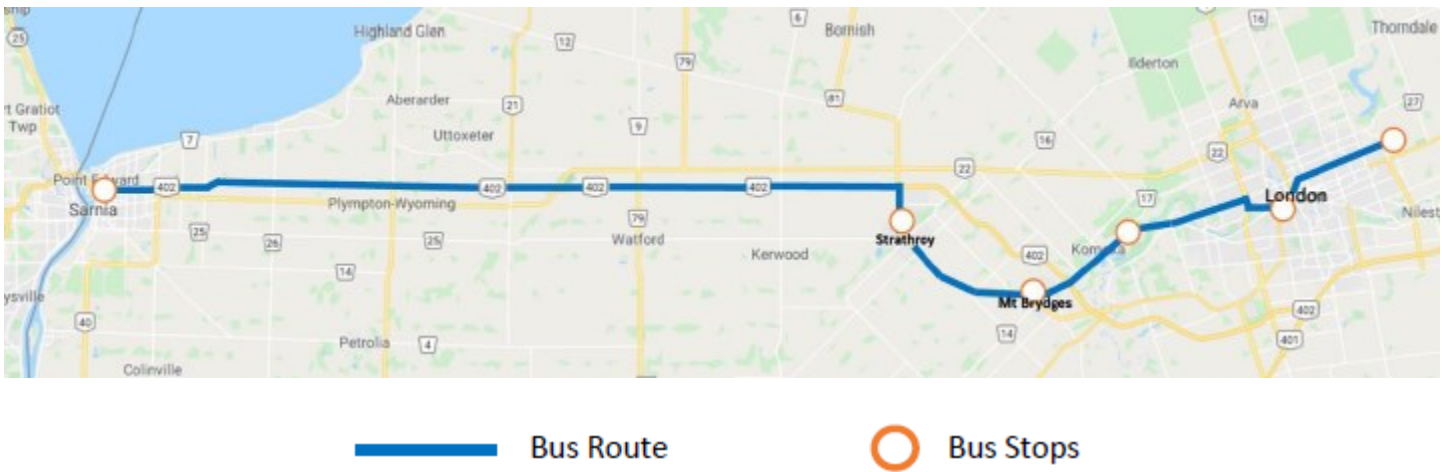 25
Highland Glen
12
79
6
Bornish
16
Thorndale
Ilderton
Gratiot
Twp
7
Aberarder
21
Uttoxeter
9
81
16
Arva
27
22
22
Point Edward
402
402
402
402
Sarnia
Plympton-Wyoming
17
London
25
26
25
79
Watford
Kerwood
Strathroy
402
Komoka
14
Mt Brydges
40
Petrolia
4
14
402
401
Colinville
Bus Route
Bus Stops